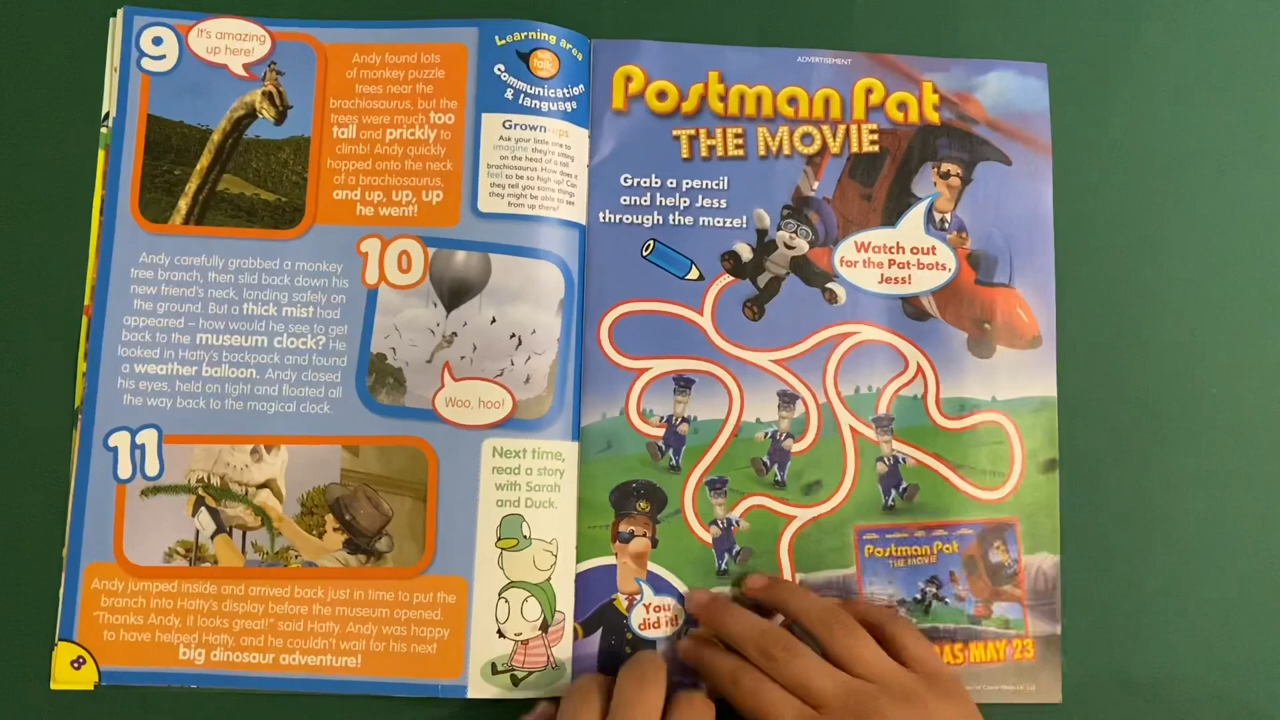 9
It's amazing
up here!
Andy found lots
of monkey puzzle
trees near the
brachiosaurus, but the
trees were much too
tall and prickly to
climb! Andy quickly
hopped onto the neck
of a brachiosaurus,
and up, up, up
he went!
Learning area
talk
Communication
& language
Grown-ups
Ask your little one to
imagine they're sitting
on the head of a tall
brachiosaurus. How does it
feel to be so high up? Can
they tell you some things
they might be able to see
from up there?
Andy carefully grabbed a monkey
tree branch, then slid back down his
new friend's neck, landing safely on
the ground. But a thick mist had
appeared – how would he see to get
back to the museum clock? He
looked in Hatty's backpack and found
a weather balloon. Andy closed
his eyes, held on tight and floated all
the way back to the magical clock.
10
Woo, hoo!
11
Andy jumped inside and arrived back just in time to put the
branch into Hatty's display before the museum opened.
"Thanks Andy, it looks great!" said Hatty. Andy was happy
to have helped Hatty, and he couldn't wait for his next
big dinosaur adventure!
Next time,
read a story
with Sarah
and Duck.
8
ADVERTISEMENT
Postman Pat
THE MOVIE
Grab a pencil
and help Jess
through the maze!
Watch out
for the Pat-bots,
Jess!
You
did it!
Postman Pat
THE MOVIE
MAY 23